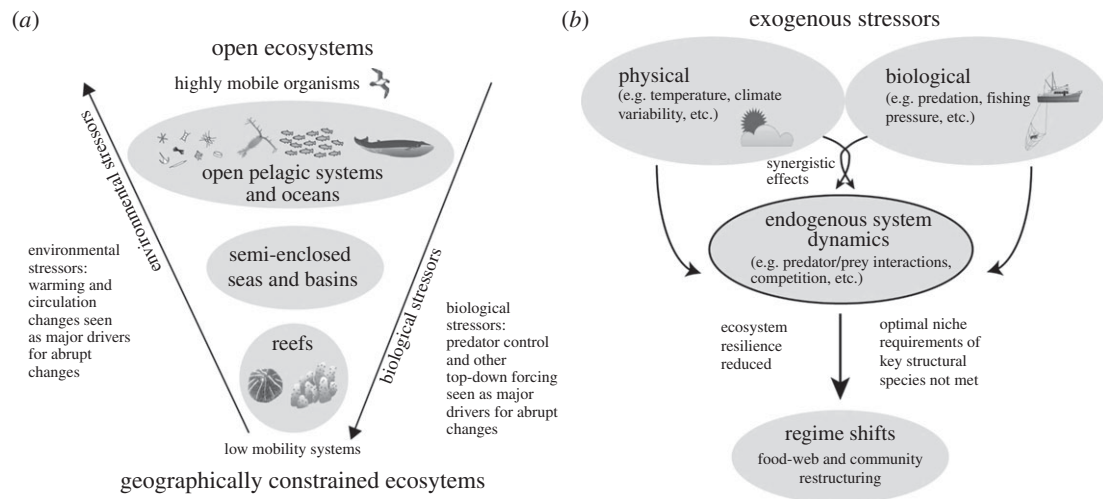 (a)
open ecosystems
highly mobile organisms
environmental stressors
open pelagic systems
and oceans
semi-enclosed
seas and basins
environmental
stressors:
warming and
circulation
changes seen
as major drivers
for abrupt
changes
biological stressors
biological
stressors:
predator control
and other
top-down forcing
seen as major
drivers for abrupt
changes
reefs
low mobility systems
geographically constrained ecosytems
(b)
exogenous stressors
physical
(e.g. temperature, climate
variability, etc.)
biological
(e.g. predation, fishing
pressure, etc.)
synergistic
effects
endogenous system
dynamics
(e.g. predator/prey interactions,
competition, etc.)
ecosystem
resilience
reduced
optimal niche
requirements of
key structural
species not met
regime shifts
food-web and community
restructuring